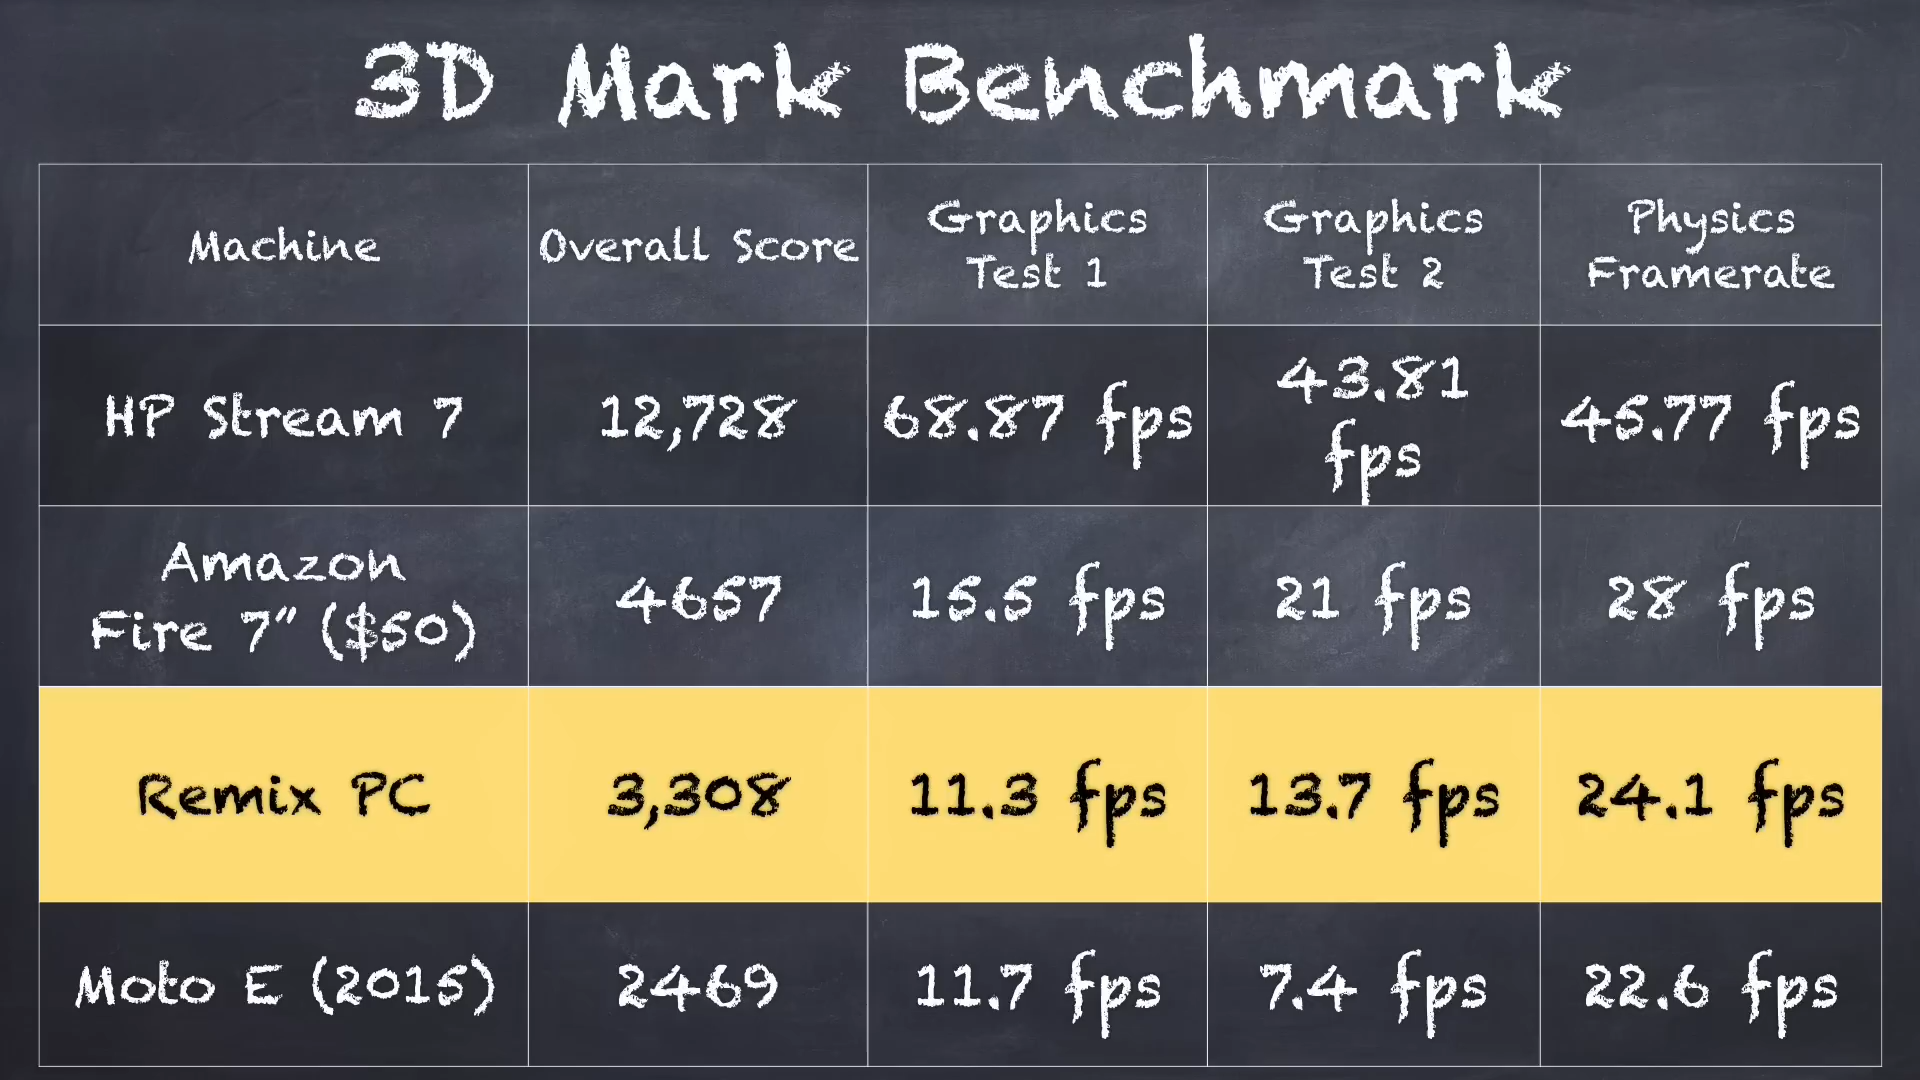 3D Mark Benchmark
Machine
Overall Score
Graphics
Test 1
Graphics
Test 2
Physics
Framerate
HP Stream 7
12,728
68.87 fps
43.81
fps
45.77 fps
Amazon
Fire 7” ($50)
4657
15.5 fps
21 fps
28 fps
Remix PC
3,308
11.3 fps
13.7 fps
24.1 fps
Moto E (2015)
2469
11.7 fps
7.4 fps
22.6 fps